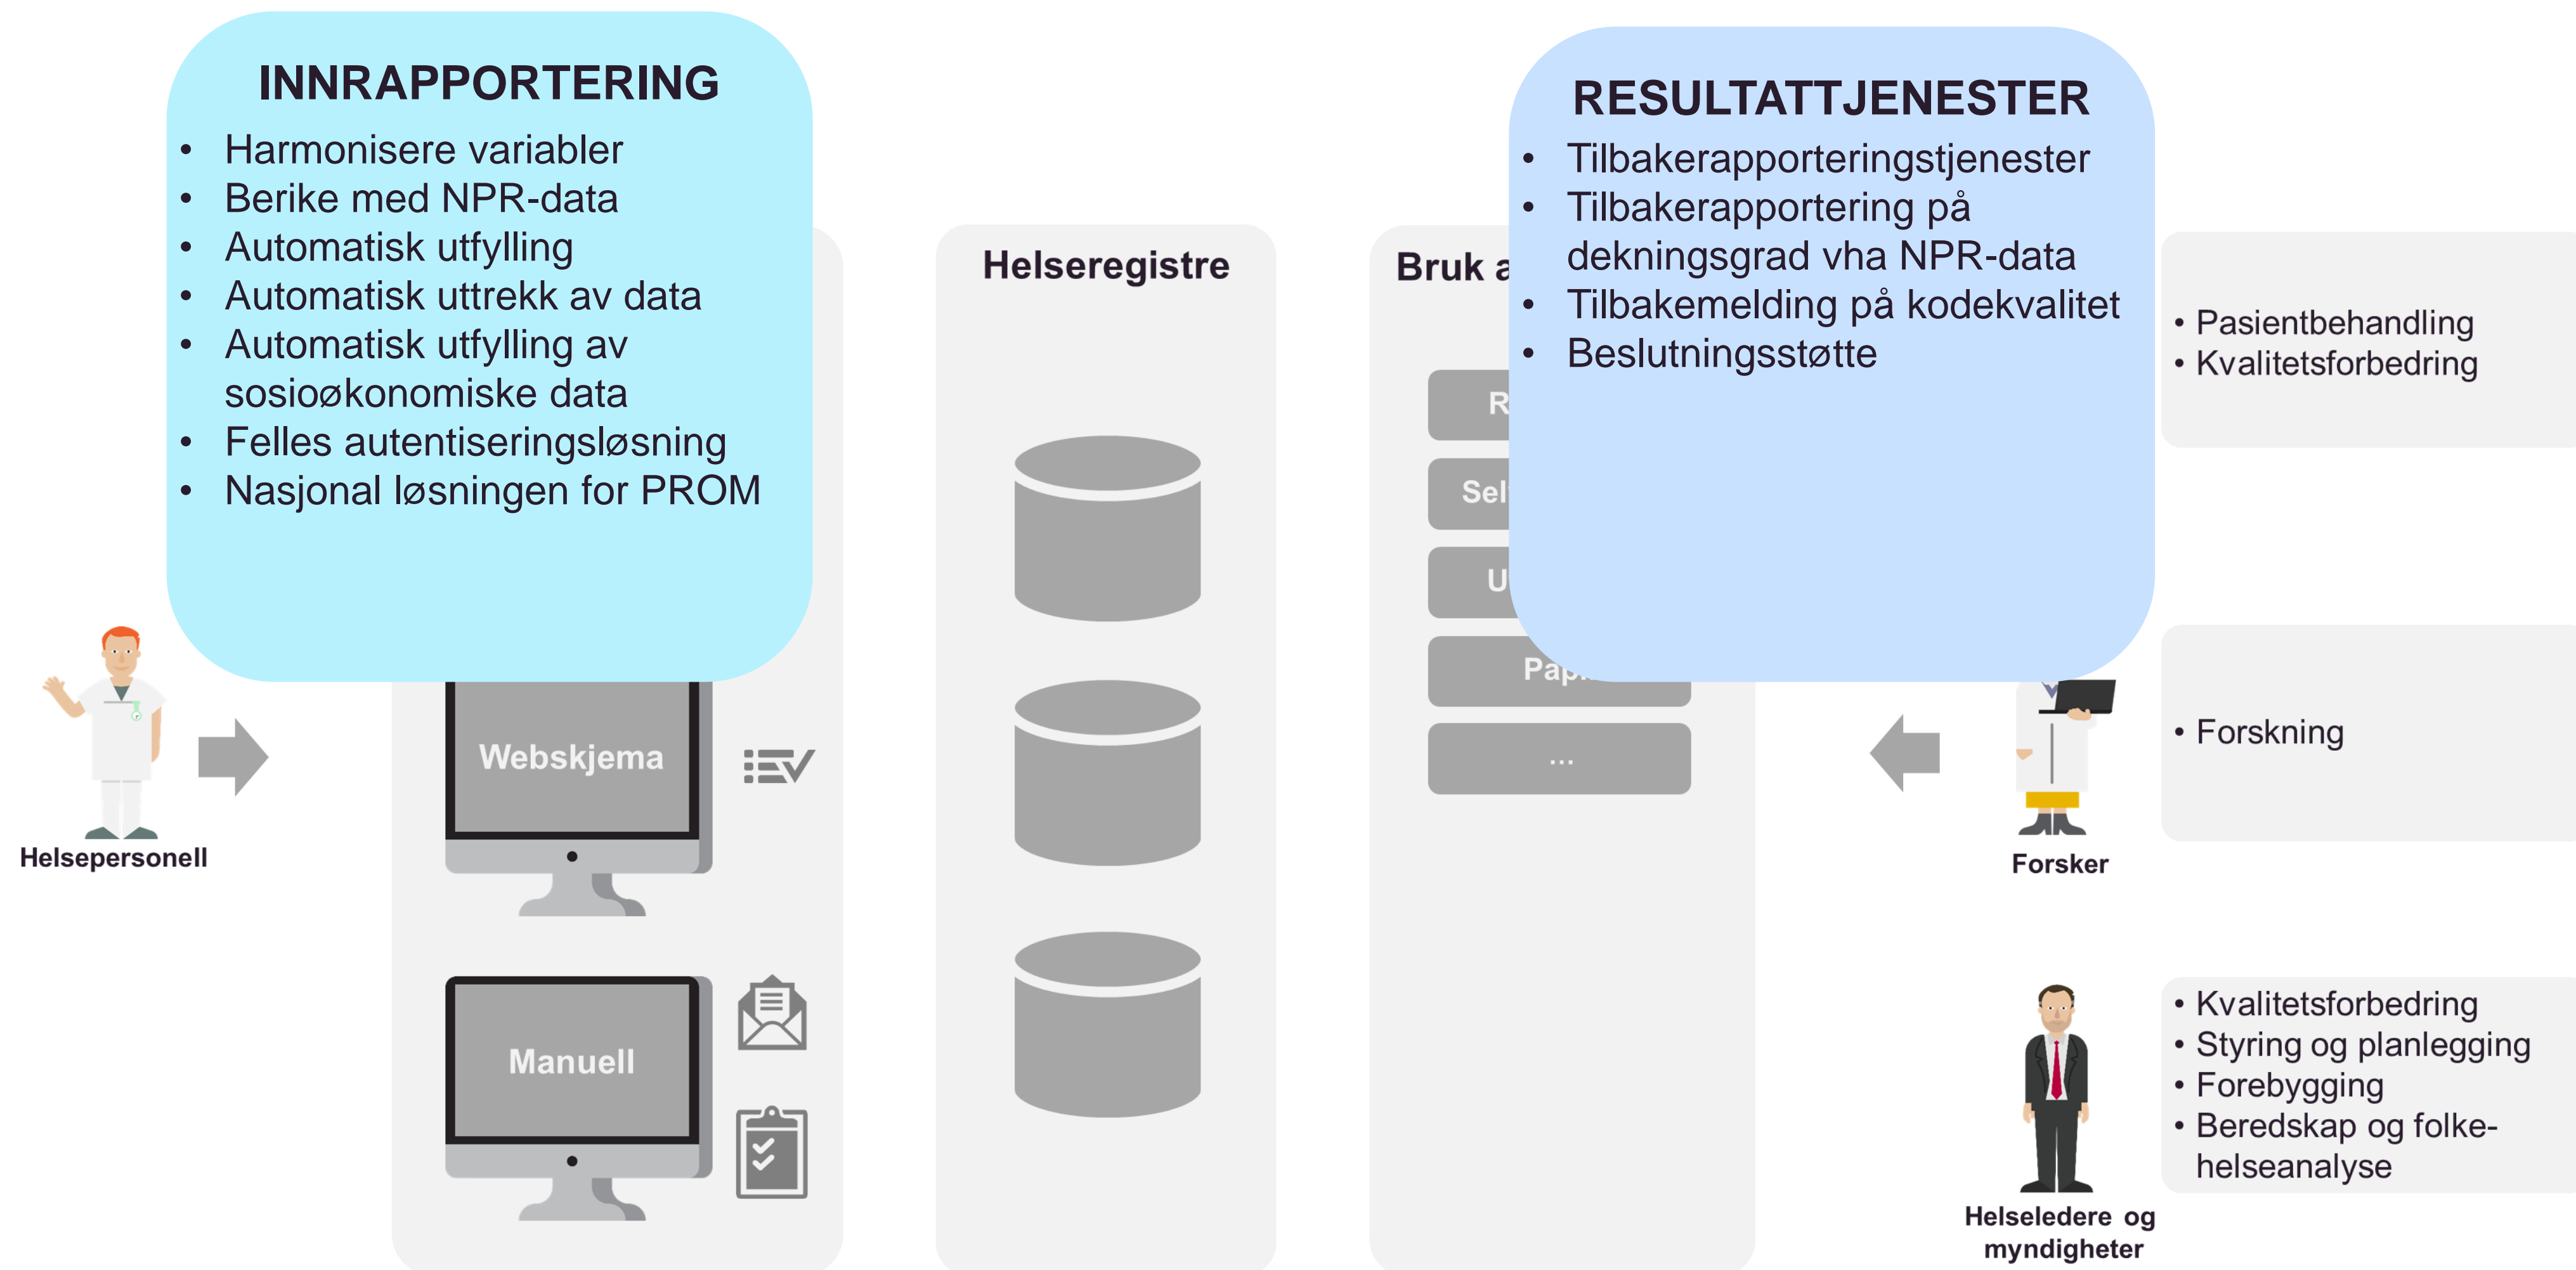 INNRAPPORTERING
• Harmonisere variabler
• Berike med NPR-data
• Automatisk utfylling
• Automatisk uttrekk av data
• Automatisk utfylling av
sosioøkonomiske data
• Felles autentiseringsløsning
• Nasjonal løsningen for PROM
Helsepersonell
Webskjema
Manuell
Helseregistre
Bruk
RESULTATTJENESTER
• Tilbakerapporteringstjenester
• Tilbakerapportering på
dekningsgrad vha NPR-data
• Tilbakemelding på kodekvalitet
• Beslutningsstøtte
...
• Pasientbehandling
• Kvalitetsforbedring
Forsker
• Forskning
Helseledere og
myndigheter
• Kvalitetsforbedring
• Styring og planlegging
• Forebygging
• Beredskap og folke-
helseanalyse